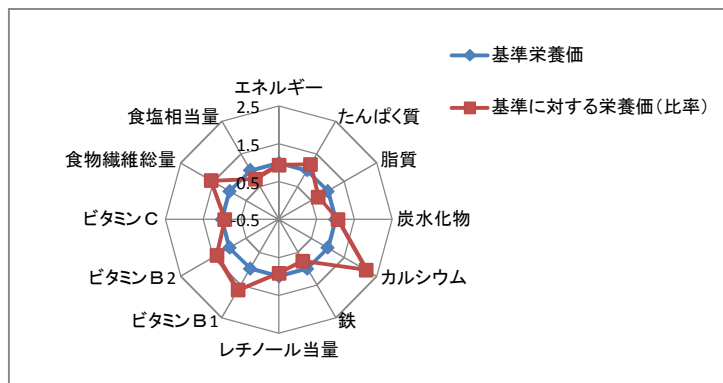 基準栄養価
基準に対する栄養価（比率）
エネルギー
たんぱく質
脂質
炭水化物
カルシウム
鉄
レチノール当量
ビタミンB1
ビタミンB2
ビタミンC
食物繊維総量
食塩相当量
2.5
1.5
0.5
-0.5